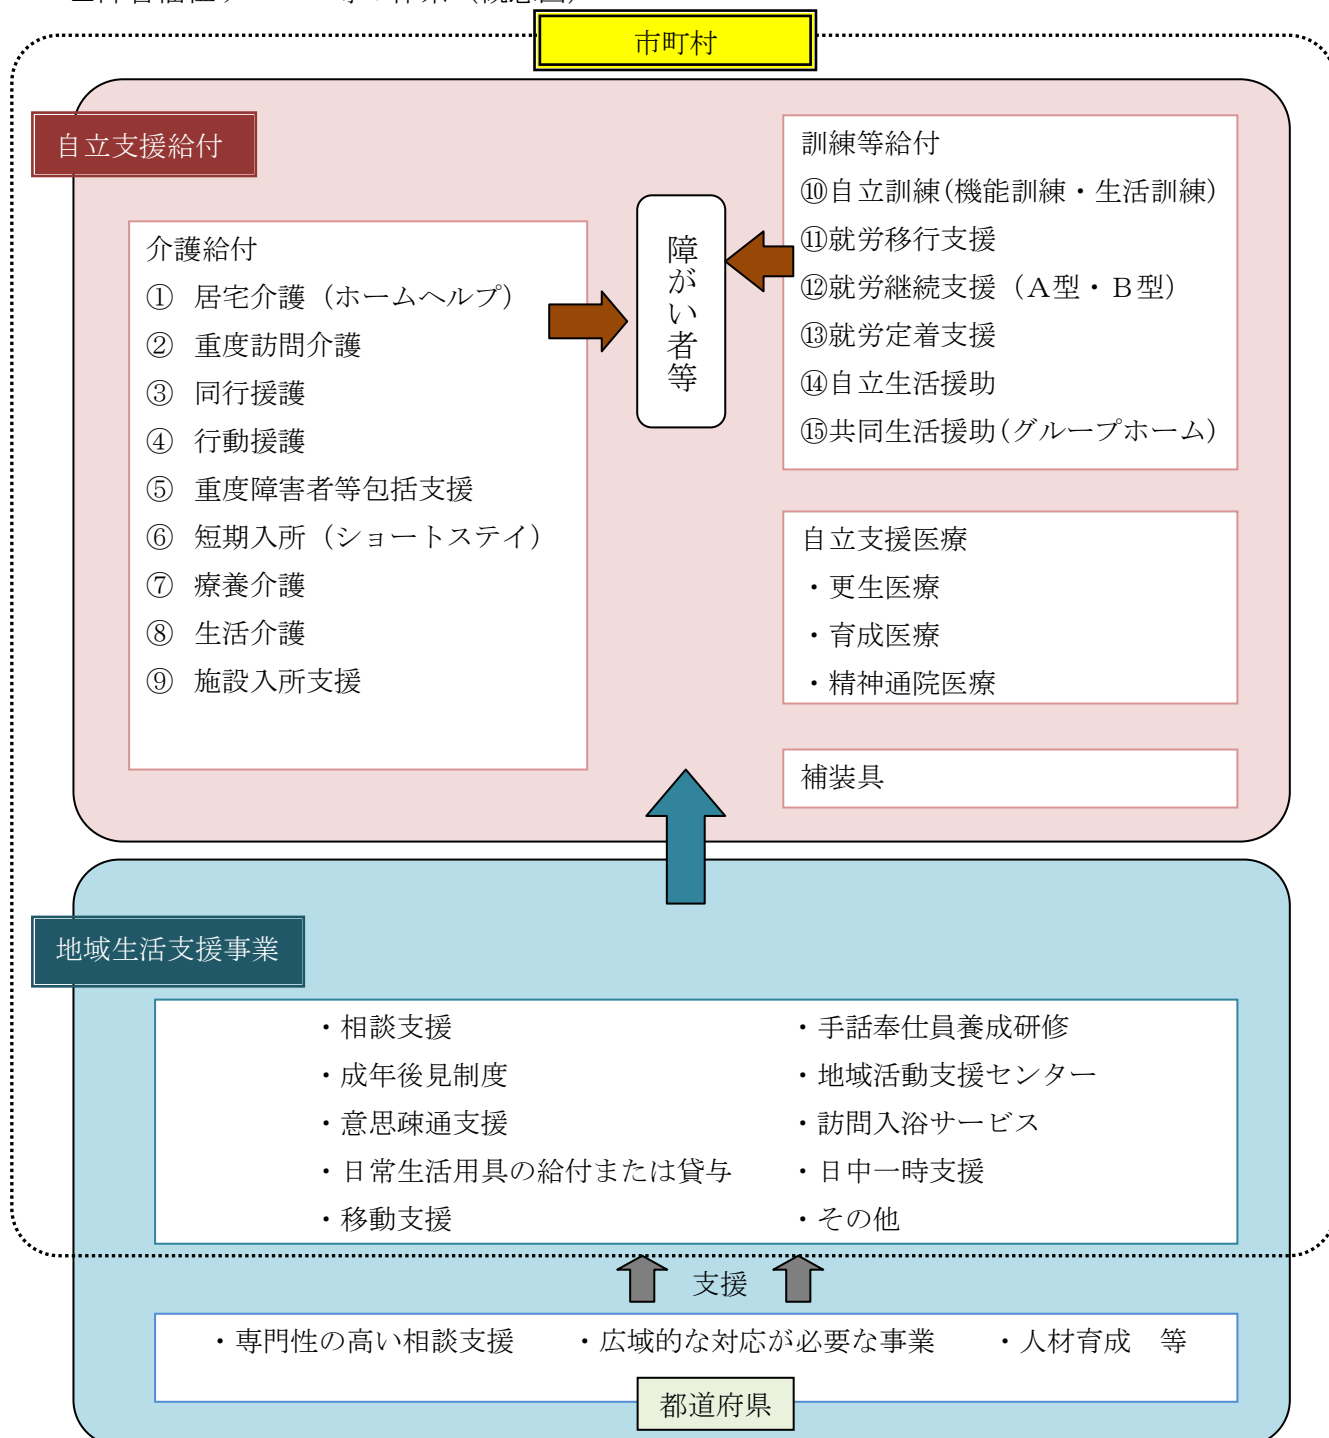 市町村
自立支援給付
介護給付
① 居宅介護（ホームヘルプ）
② 重度訪問介護
③ 同行援護
④ 行動援護
⑤ 重度障害者等包括支援
⑥ 短期入所（ショートステイ）
⑦ 療養介護
⑧ 生活介護
⑨ 施設入所支援
障がい者等
訓練等給付
⑩自立訓練(機能訓練・生活訓練)
⑪就労移行支援
⑫就労継続支援（Ａ型・Ｂ型）
⑬就労定着支援
⑭自立生活援助
⑮共同生活援助(グループホーム)
自立支援医療
・更生医療
・育成医療
・精神通院医療
補装具
地域生活支援事業
・相談支援
・成年後見制度
・意思疎通支援
・日常生活用具の給付または貸与
・移動支援
・手話奉仕員養成研修
・地域活動支援センター
・訪問入浴サービス
・日中一時支援
・その他
支援
・専門性の高い相談支援　・広域的な対応が必要な事業　・人材育成　等
都道府県